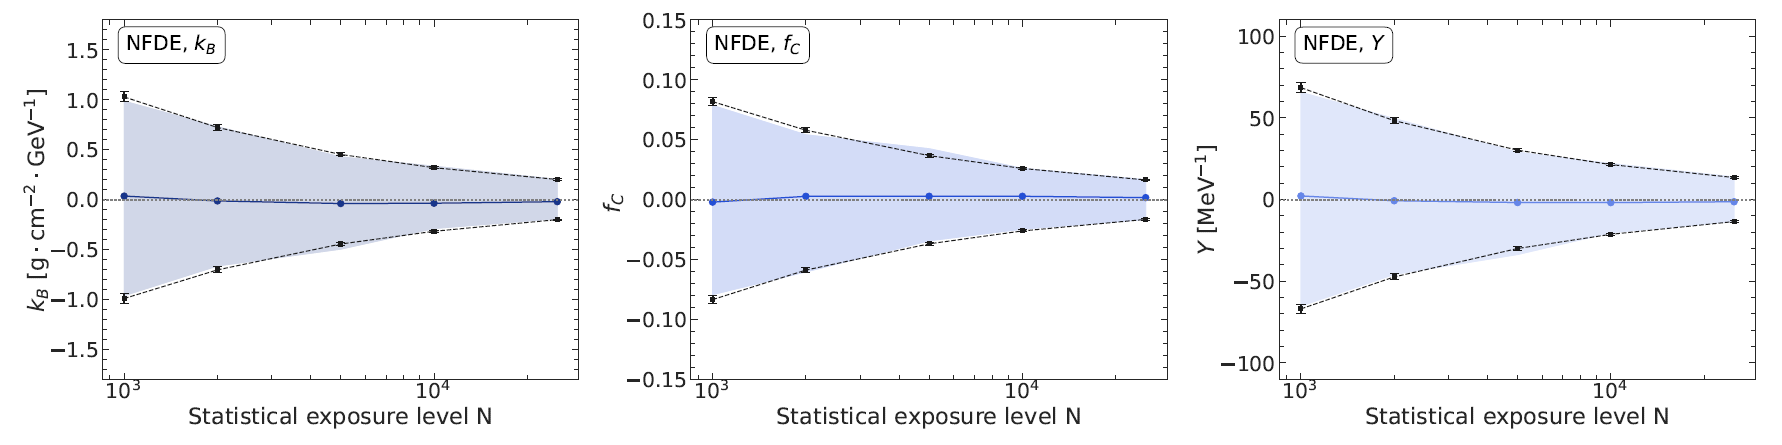 NFDE, k_B
k_B [g · cm⁻² · GeV⁻¹]
1.5
1.0
0.5
0.0
−0.5
−1.0
−1.5
10³
10⁴
Statistical exposure level N
NFDE, f_C
f_C
0.15
0.10
0.05
0.00
−0.05
−0.10
−0.15
10³
10⁴
Statistical exposure level N
NFDE, Y
Y [MeV⁻¹]
100
50
0
−50
−100
10³
10⁴
Statistical exposure level N